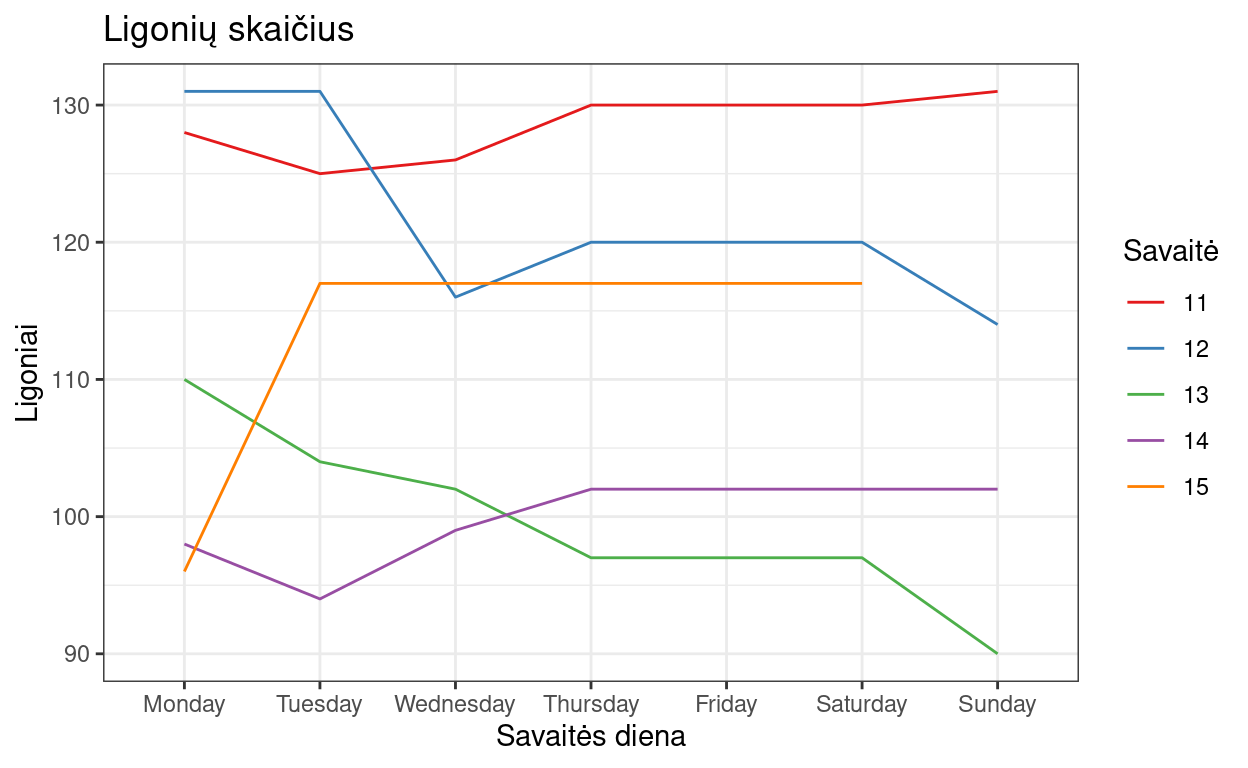 Ligonių skaičius
Ligoniai
130
120
110
100
90
Monday Tuesday Wednesday Thursday Friday Saturday Sunday
Savaitės diena
Savaitė
11
12
13
14
15